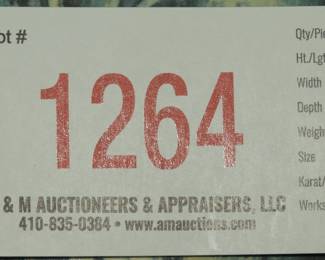 ot #
1264
& M AUCTIONEERS & APPRAISERS, LLC
410-835-0384 • www.amauctions.com
Qty/Pie
Ht./Lgt
Width
Depth
Weigh
Size
Karat/
Works